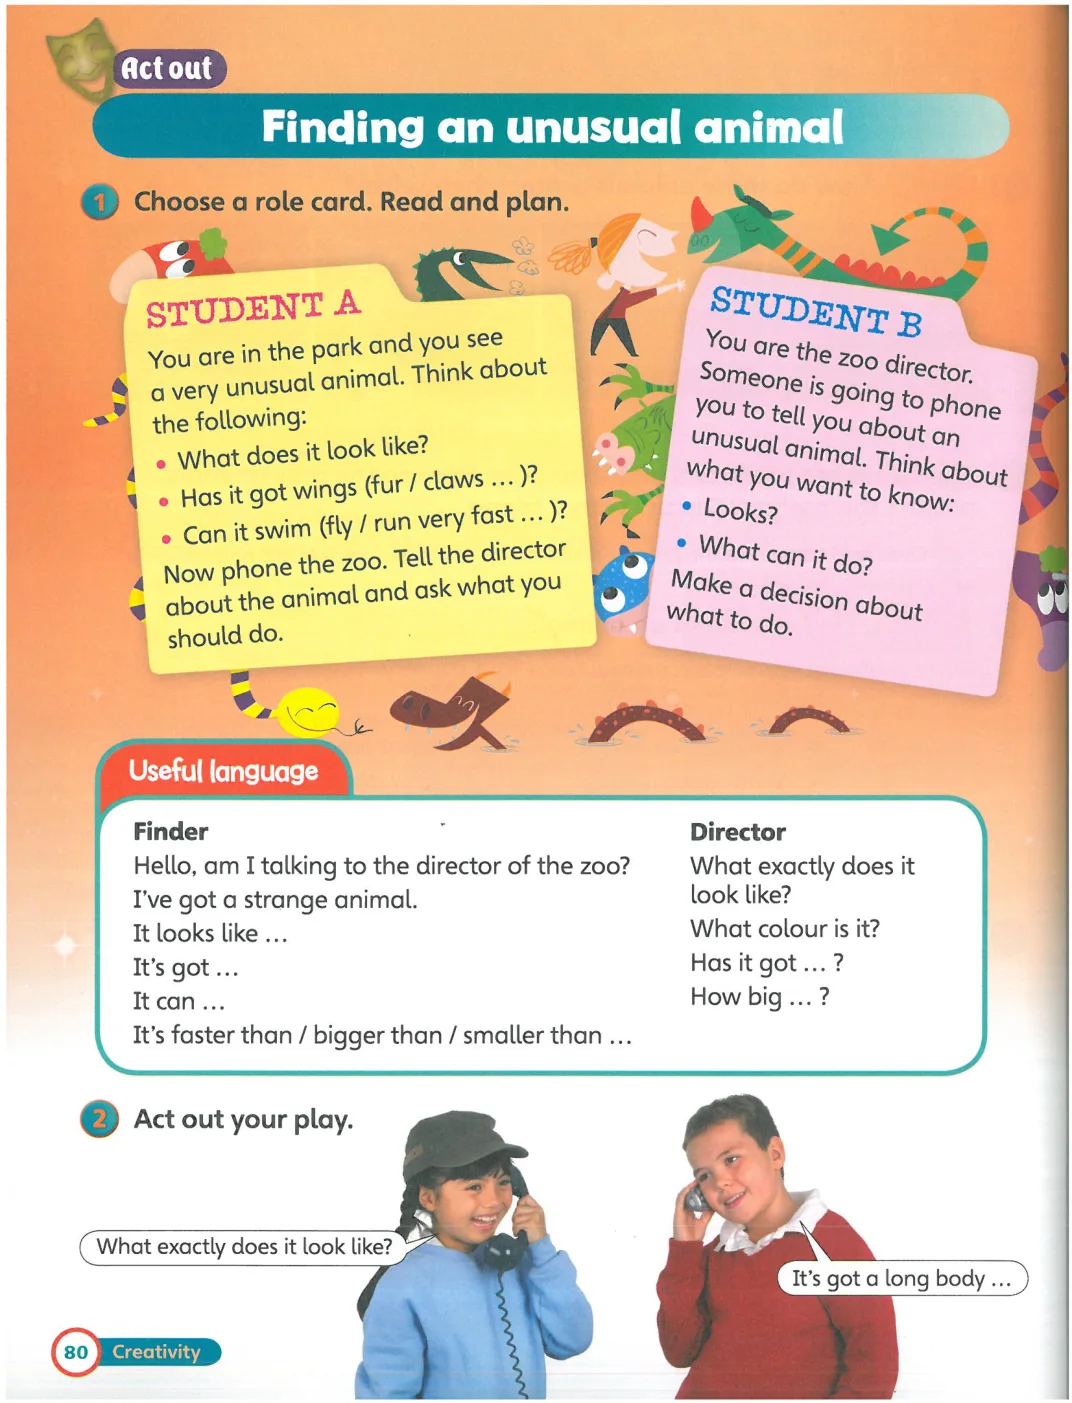 Act out
Finding an unusual animal
1 Choose a role card. Read and plan.
STUDENT A
You are in the park and you see
a very unusual animal. Think about
the following:
• What does it look like?
• Has it got wings (fur / claws ... )?
• Can it swim (fly / run very fast ... )?
Now phone the zoo. Tell the director
about the animal and ask what you
should do.
STUDENT B
You are the zoo director.
Someone is going to phone
you to tell you about an
unusual animal. Think about
what you want to know:
• Looks?
• What can it do?
Make a decision about
what to do.
Useful language
Finder
Hello, am I talking to the director of the zoo?
I've got a strange animal.
It looks like ...
It's got ...
It can ...
It's faster than / bigger than / smaller than ...
Director
What exactly does it
look like?
What colour is it?
Has it got ... ?
How big ... ?
2 Act out your play.
What exactly does it look like?
It's got a long body ...
80 Creativity